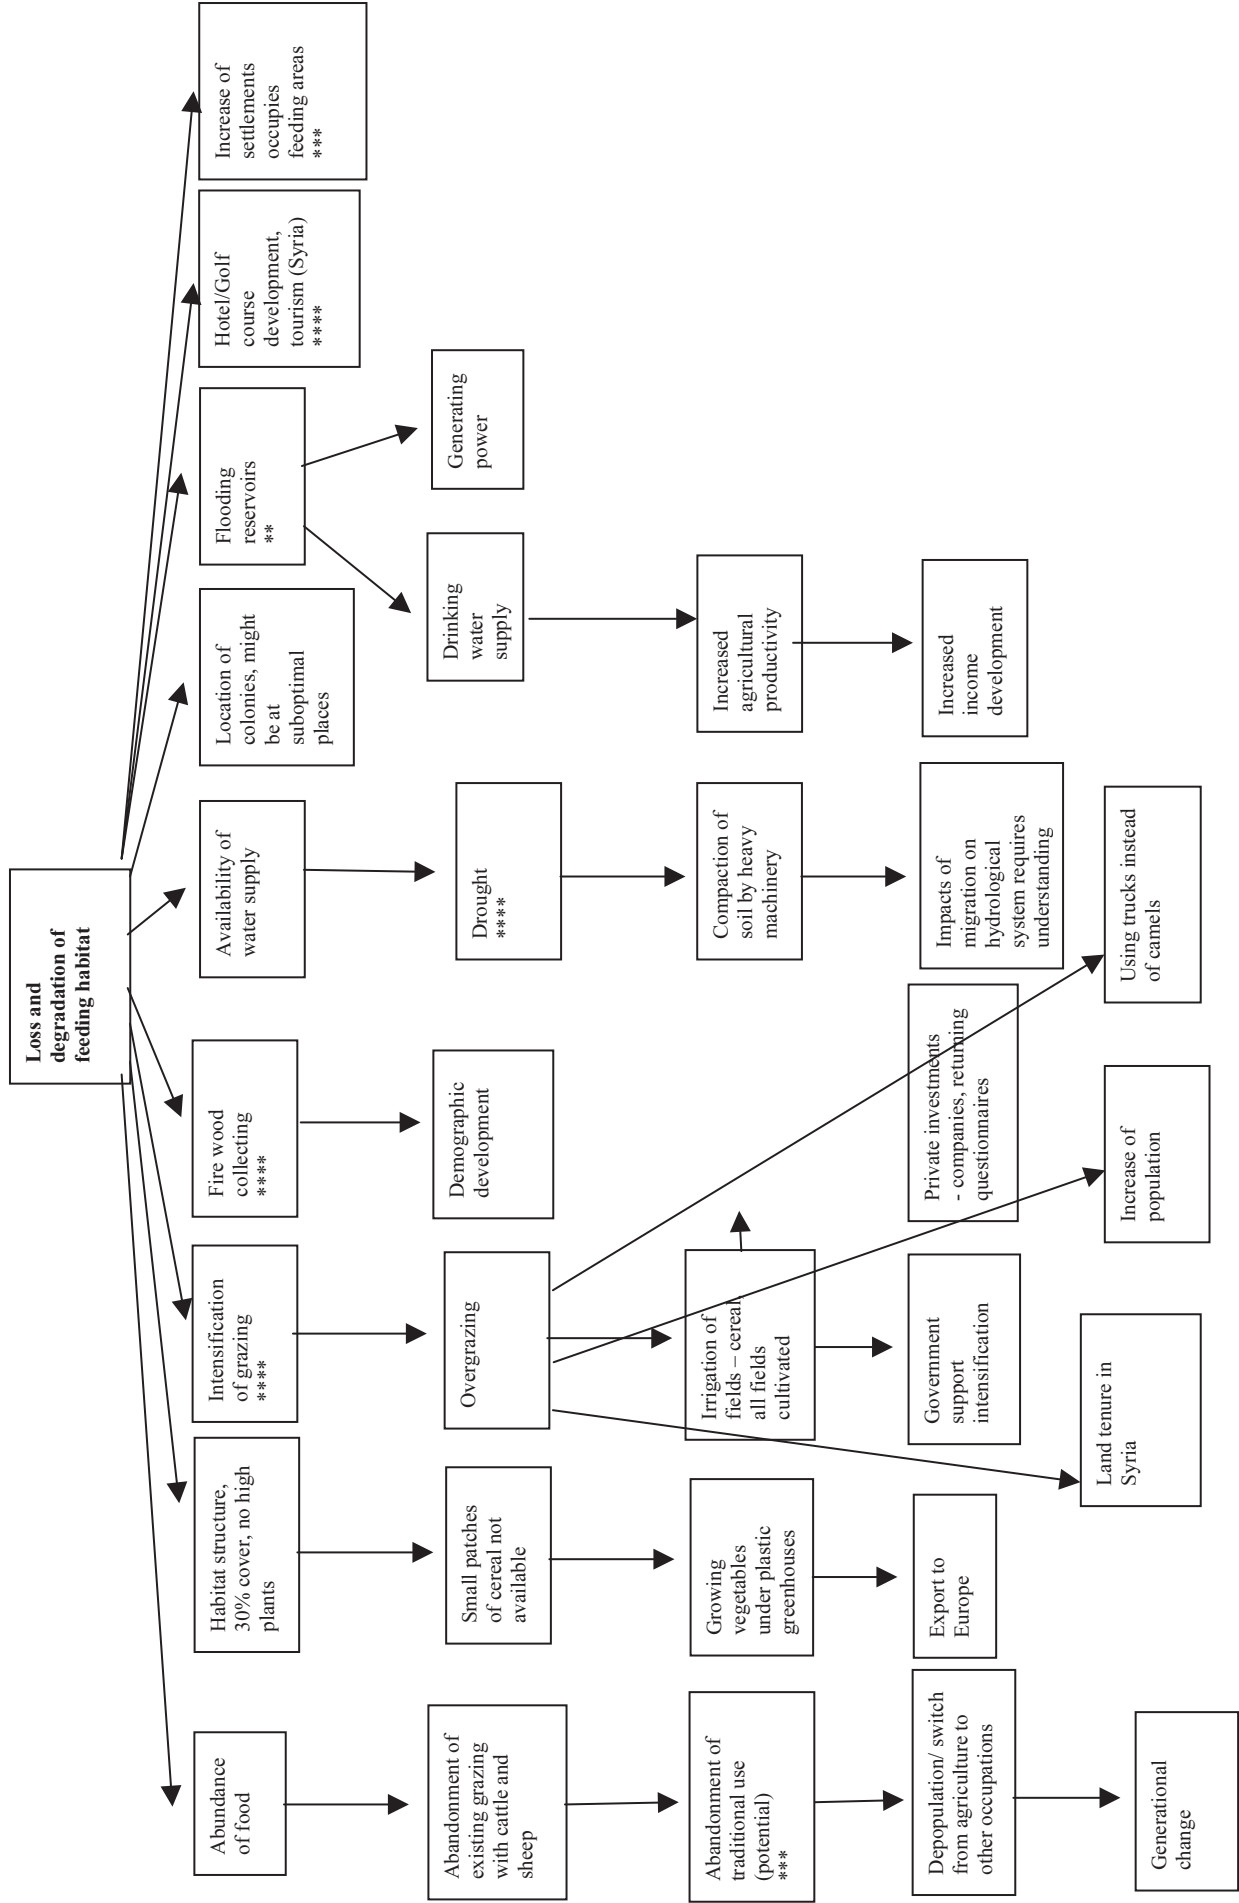 Loss and
degradation of
feeding habitat
Abundance
of food
Habitat structure,
30% cover, no high
plants
Intensification
of grazing
****
Fire wood
collecting
****
Availability of
water supply
Location of
colonies, might
be at
suboptimal
places
Flooding
reservoirs
**
Hotel/Golf
course
development,
tourism (Syria)
****
Increase of
settlements
occupies
feeding areas
***
Abandonment of
existing grazing
with cattle and
sheep
Small patches
of cereal not
available
Overgrazing
Demographic
development
Drought
****
Drinking
water
supply
Generating
power
Abandonment of
traditional use
(potential)
***
Growing
vegetables
under plastic
greenhouses
Irrigation of
fields – cereal,
all fields
cultivated
Compaction of
soil by heavy
machinery
Increased
agricultural
productivity
Depopulation/ switch
from agriculture to
other occupations
Export to
Europe
Government
support
intensification
Private investments
- companies, returning
questionnaires
Impacts of
migration on
hydrological
system requires
understanding
Increased
income
development
Generational
change
Land tenure in
Syria
Increase of
population
Using trucks instead
of camels